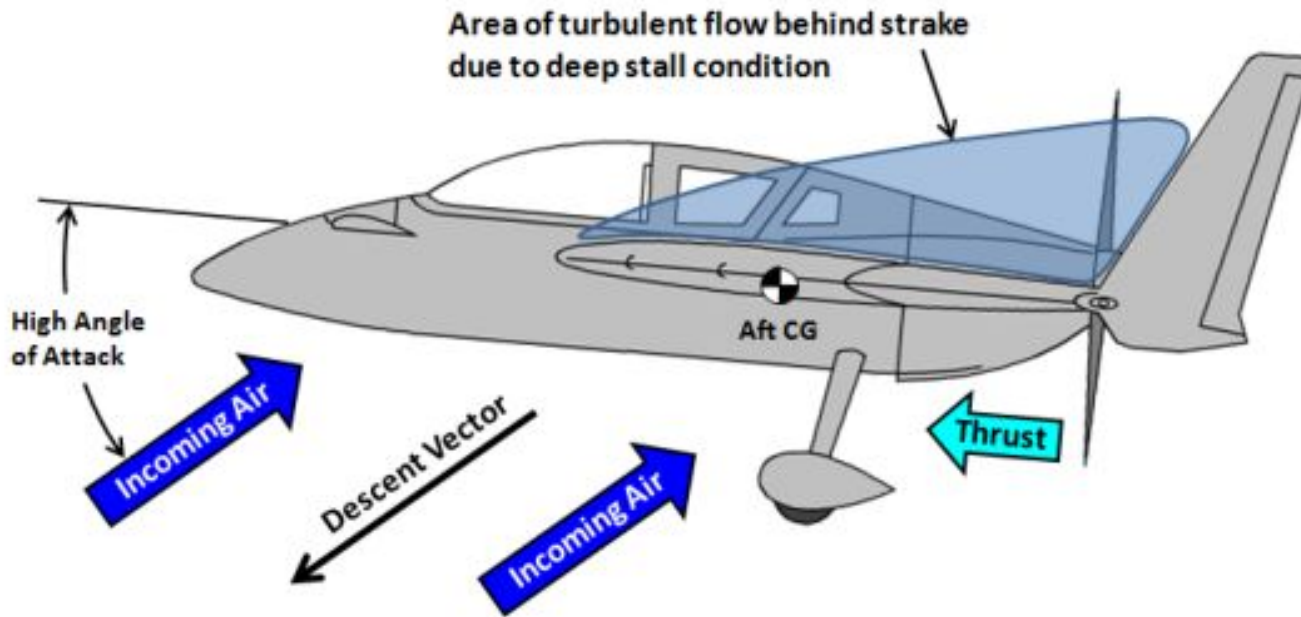 Area of turbulent flow behind strake
due to deep stall condition
High Angle
of Attack
Incoming Air
Descent Vector
Incoming Air
Aft CG
Thrust